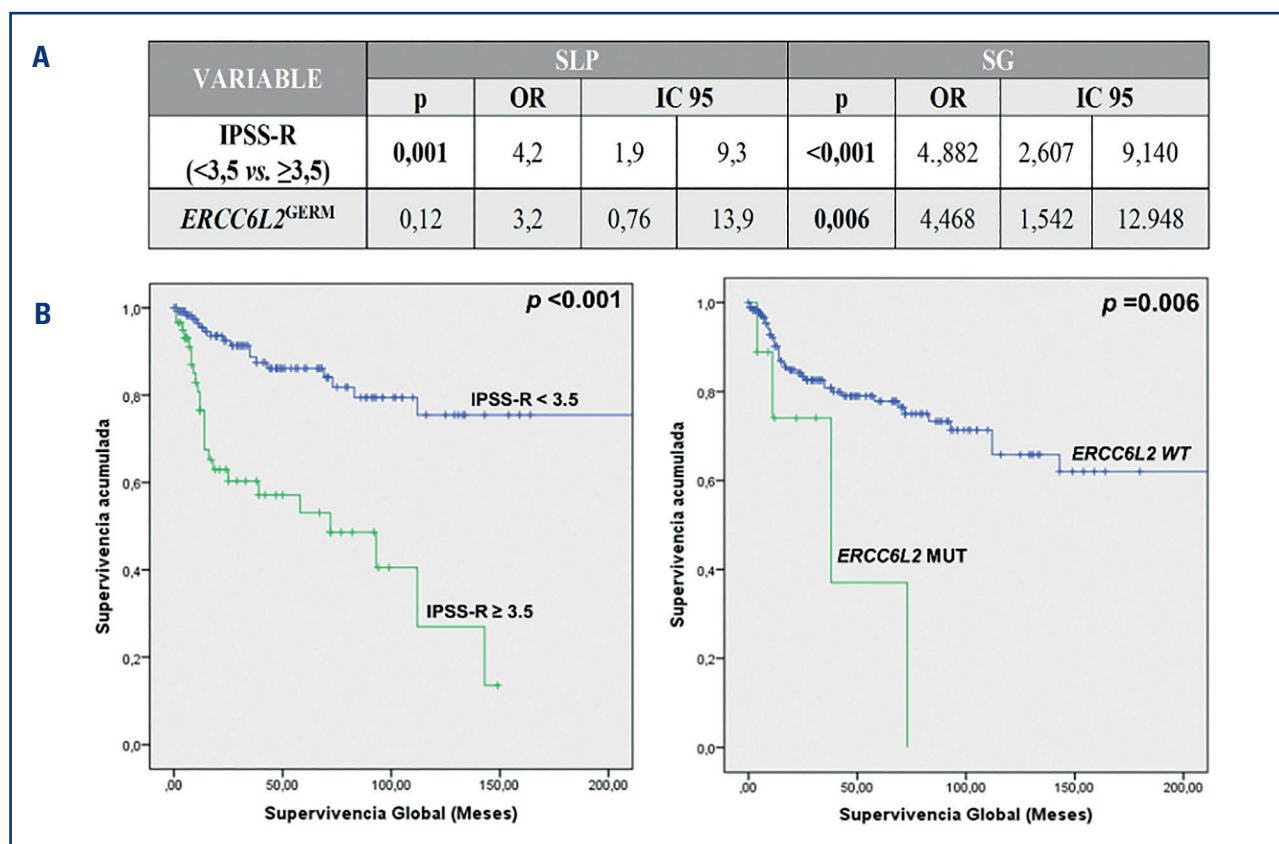 A
VARIABLE SLP SG
p OR IC 95 p OR IC 95
IPSS-R
(<3,5 vs. ≥3,5) 0,001 4,2 1,9 9,3 <0,001 4.,882 2,607 9,140
ERCC6L2GERM 0,12 3,2 0,76 13,9 0,006 4,468 1,542 12.948
B
p <0.001
1,0
0,8
0,6
0,4
0,2
0,0
Supervivencia acumulada
IPSS-R < 3.5
IPSS-R ≥ 3.5
,00 50,00 100,00 150,00 200,00
Supervivencia Global (Meses)
p =0.006
1,0
0,8
0,6
0,4
0,2
0,0
Supervivencia acumulada
ERCC6L2 WT
ERCC6L2 MUT
,00 50,00 100,00 150,00 200,00
Supervivencia Global (Meses)